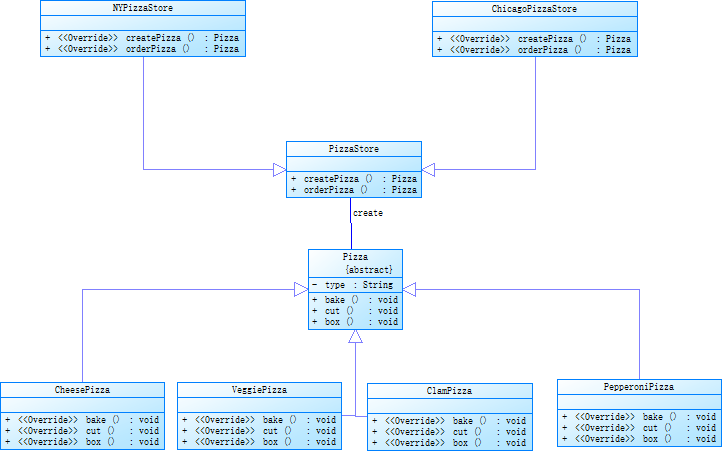 NYPizzaStore
+ <<Override>> createPizza () : Pizza
+ <<Override>> orderPizza () : Pizza
ChicagoPizzaStore
+ <<Override>> createPizza () : Pizza
+ <<Override>> orderPizza () : Pizza
PizzaStore
+ createPizza () : Pizza
+ orderPizza () : Pizza
create
Pizza
{abstract}
- type : String
+ bake () : void
+ cut () : void
+ box () : void
CheesePizza
+ <<Override>> bake () : void
+ <<Override>> cut () : void
+ <<Override>> box () : void
VeggiePizza
+ <<Override>> bake () : void
+ <<Override>> cut () : void
+ <<Override>> box () : void
ClamPizza
+ <<Override>> bake () : void
+ <<Override>> cut () : void
+ <<Override>> box () : void
PepperoniPizza
+ <<Override>> bake () : void
+ <<Override>> cut () : void
+ <<Override>> box () : void